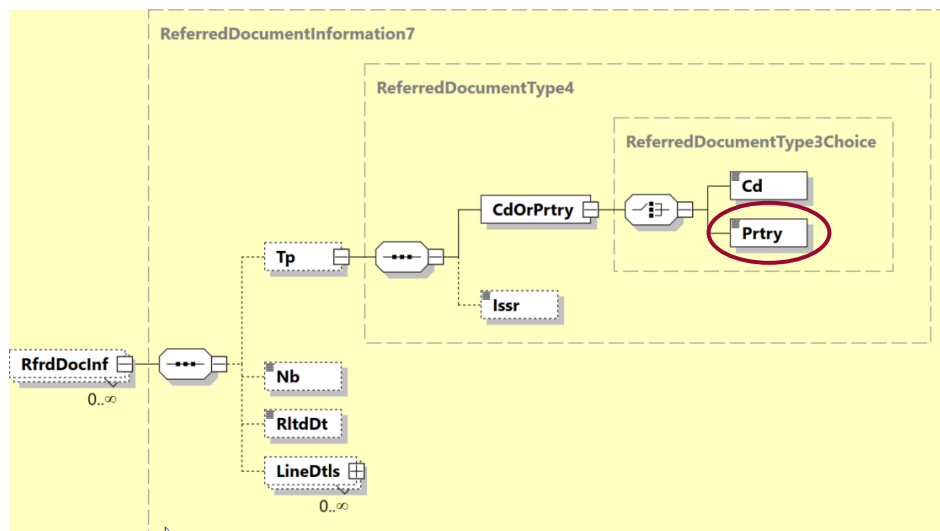 ReferredDocumentInformation7
ReferredDocumentType4
ReferredDocumentType3Choice
Cd
CdOrPrtry
Prtry
Tp
Issr
RfrdDocInf
0..∞
Nb
RltdDt
LineDtls
0..∞